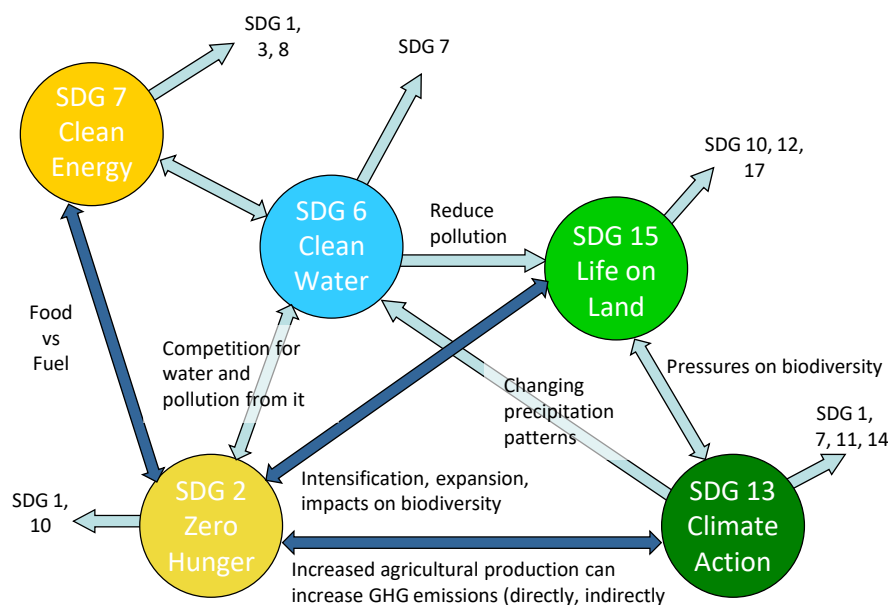 SDG 1,
3, 8
SDG 7
SDG 7
Clean
Energy
SDG 10, 12,
17
SDG 6
Clean
Water
Reduce
pollution
SDG 15
Life on
Land
Food
vs
Fuel
Competition for
water and
pollution from it
Changing
precipitation
patterns
Pressures on biodiversity
SDG 1,
7, 11, 14
SDG 1,
10
SDG 2
Zero
Hunger
Intensification, expansion,
impacts on biodiversity
SDG 13
Climate
Action
Increased agricultural production can
increase GHG emissions (directly, indirectly